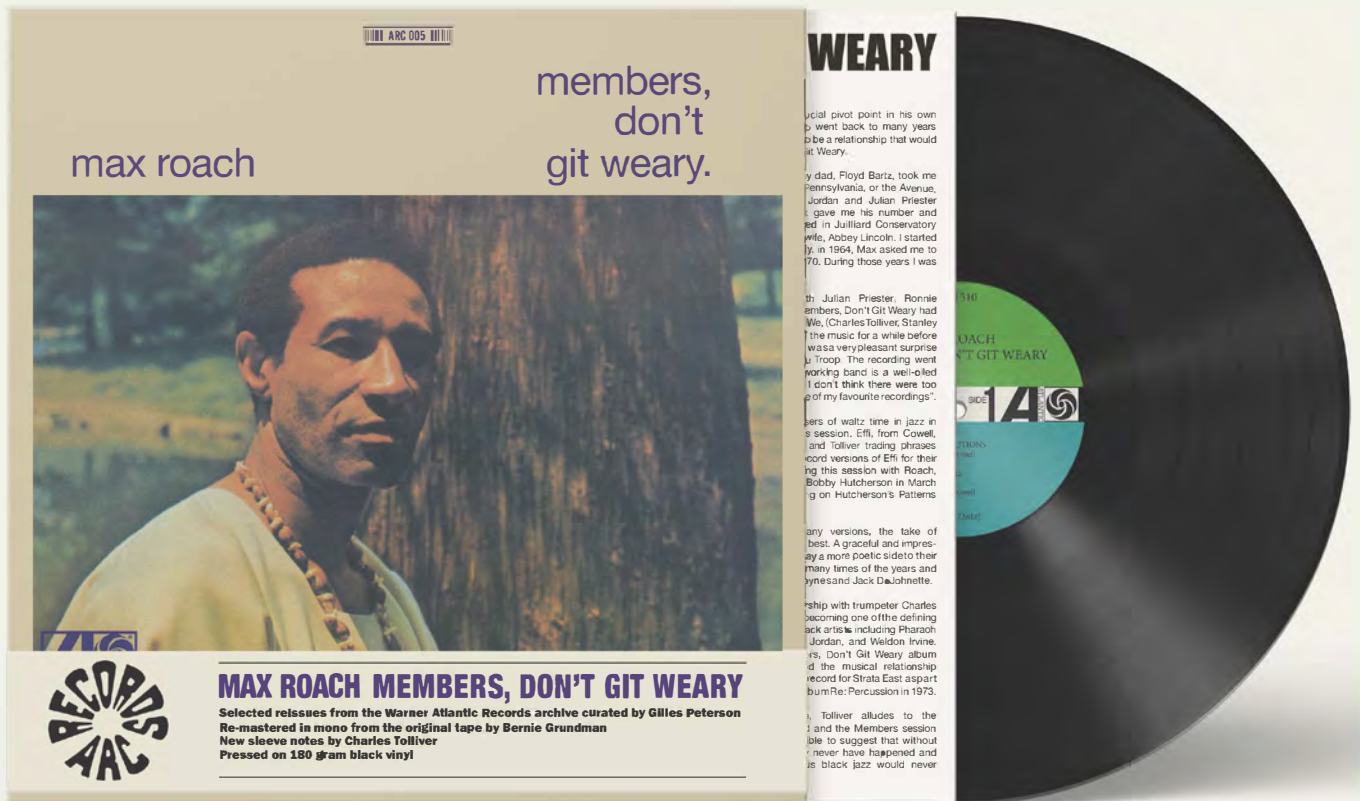 ARC 005
members,
don't
git weary.
max roach
MAX ROACH MEMBERS, DON'T GIT WEARY
Selected reissues from the Warner Atlantic Records archive curated by Gilles Peterson
Re-mastered in mono from the original tape by Bernie Grundman
New sleeve notes by Charles Tolliver
Pressed on 180 gram black vinyl
RECORDS
ARC
WEARY
pivot point in his own
went back to many years
be a relationship that would
Git Weary.
dad, Floyd Bartz, took me
Pennsylvania, or the Avenue,
Jordan and Julian Priester
gave me his number and
in Juilliard Conservatory
wife, Abbey Lincoln. I started
in 1964, Max asked me to
70. During those years I was
Julian Priester, Ronnie
Don't Git Weary had
We, (Charles Tolliver, Stanley
the music for a while before
was a very pleasant surprise
Troop. The recording went
working band is a well-oiled
I don't think there were too
of my favourite recordings".
of waltz time in jazz in
session. Effi, from Cowell,
and Tolliver trading phrases
versions of Effi for their
this session with Roach,
Bobby Hutcherson in March
on Hutcherson's Patterns
versions, the take of
best. A graceful and impres-
a more poetic side to their
many times of the years and
and Jack DeJohnette.
with trumpeter Charles
becoming one of the defining
artists including Pharaoh
Jordan, and Weldon Irvine.
Don't Git Weary album
the musical relationship
record for Strata East as part
Re: Percussion in 1973.
Tolliver alludes to the
and the Members session
to suggest that without
never have happened and
black jazz would never
ROACH
N'T GIT WEARY
SIDE 1
ATLANTIC